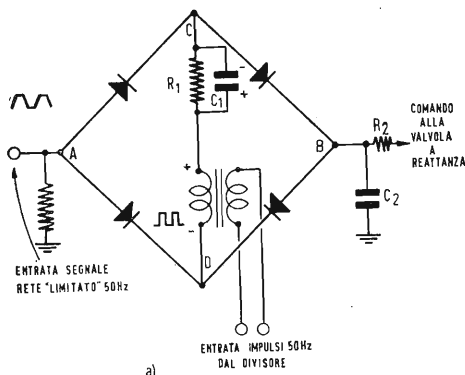 C
R1
C1
-
+
A
B
R2
COMANDO
ALLA
VALVOLA
A
REATTANZA
+
-
C2
D
ENTRATA SEGNALE
RETE "LIMITATO" 50Hz
ENTRATA IMPULSI 50Hz
DAL DIVISORE
a)